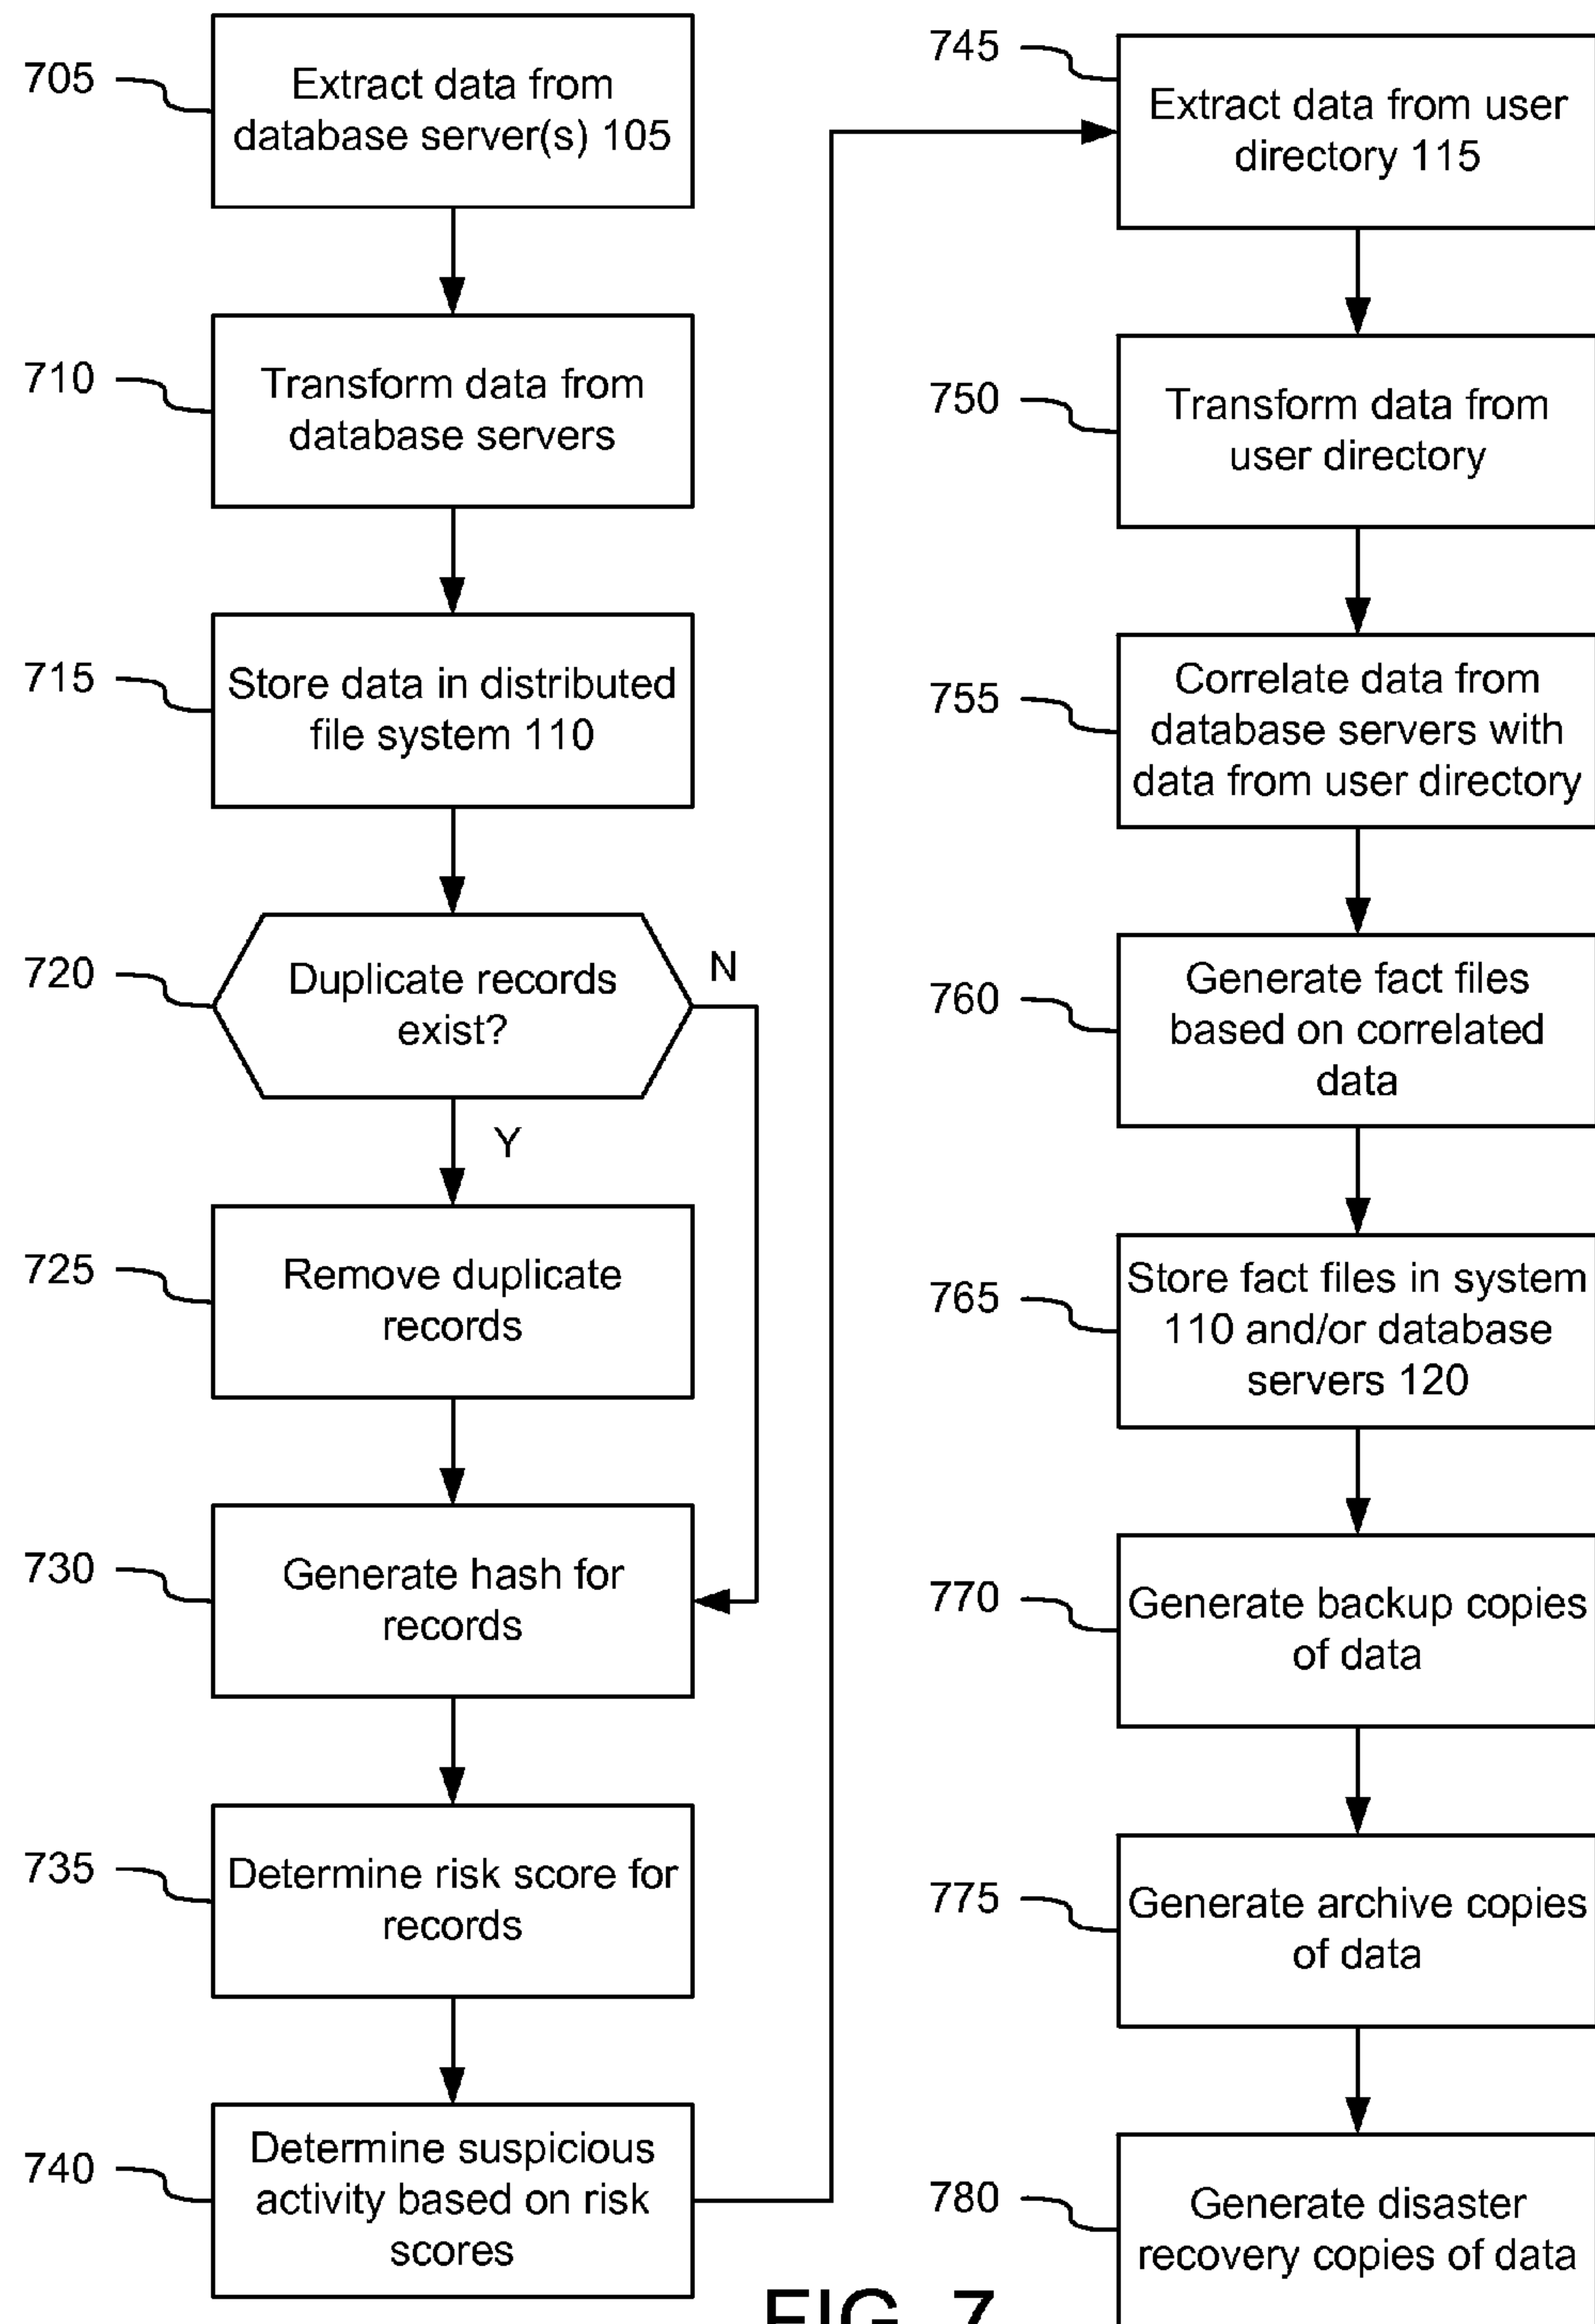 705
Extract data from
database server(s) 105
710
Transform data from
database servers
715
Store data in distributed
file system 110
720
Duplicate records
exist?
N
Y
725
Remove duplicate
records
730
Generate hash for
records
735
Determine risk score for
records
740
Determine suspicious
activity based on risk
scores
745
Extract data from user
directory 115
750
Transform data from
user directory
755
Correlate data from
database servers with
data from user directory
760
Generate fact files
based on correlated
data
765
Store fact files in system
110 and/or database
servers 120
770
Generate backup copies
of data
775
Generate archive copies
of data
780
Generate disaster
recovery copies of data
FIG. 7